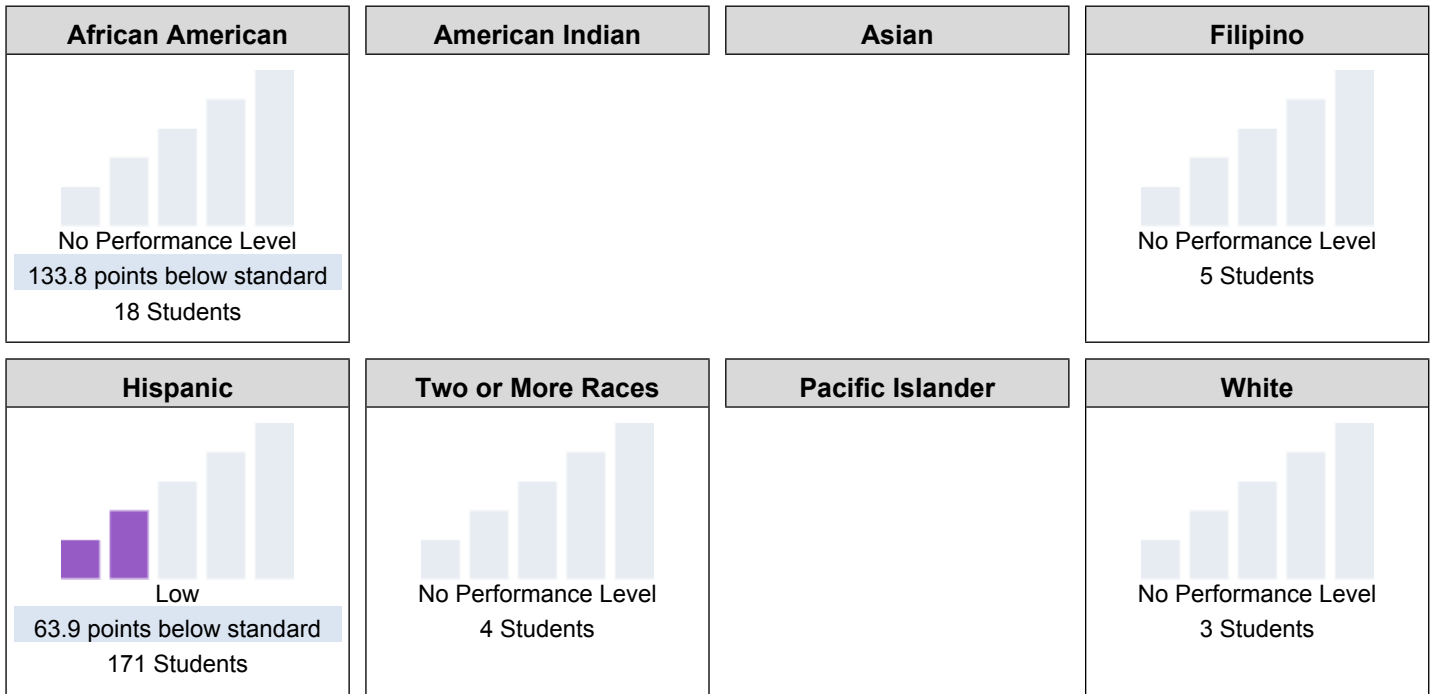 African American
American Indian
Asian
Filipino
No Performance Level
133.8 points below standard
18 Students
No Performance Level
5 Students
Hispanic
Two or More Races
Pacific Islander
White
Low
63.9 points below standard
171 Students
No Performance Level
4 Students
No Performance Level
3 Students